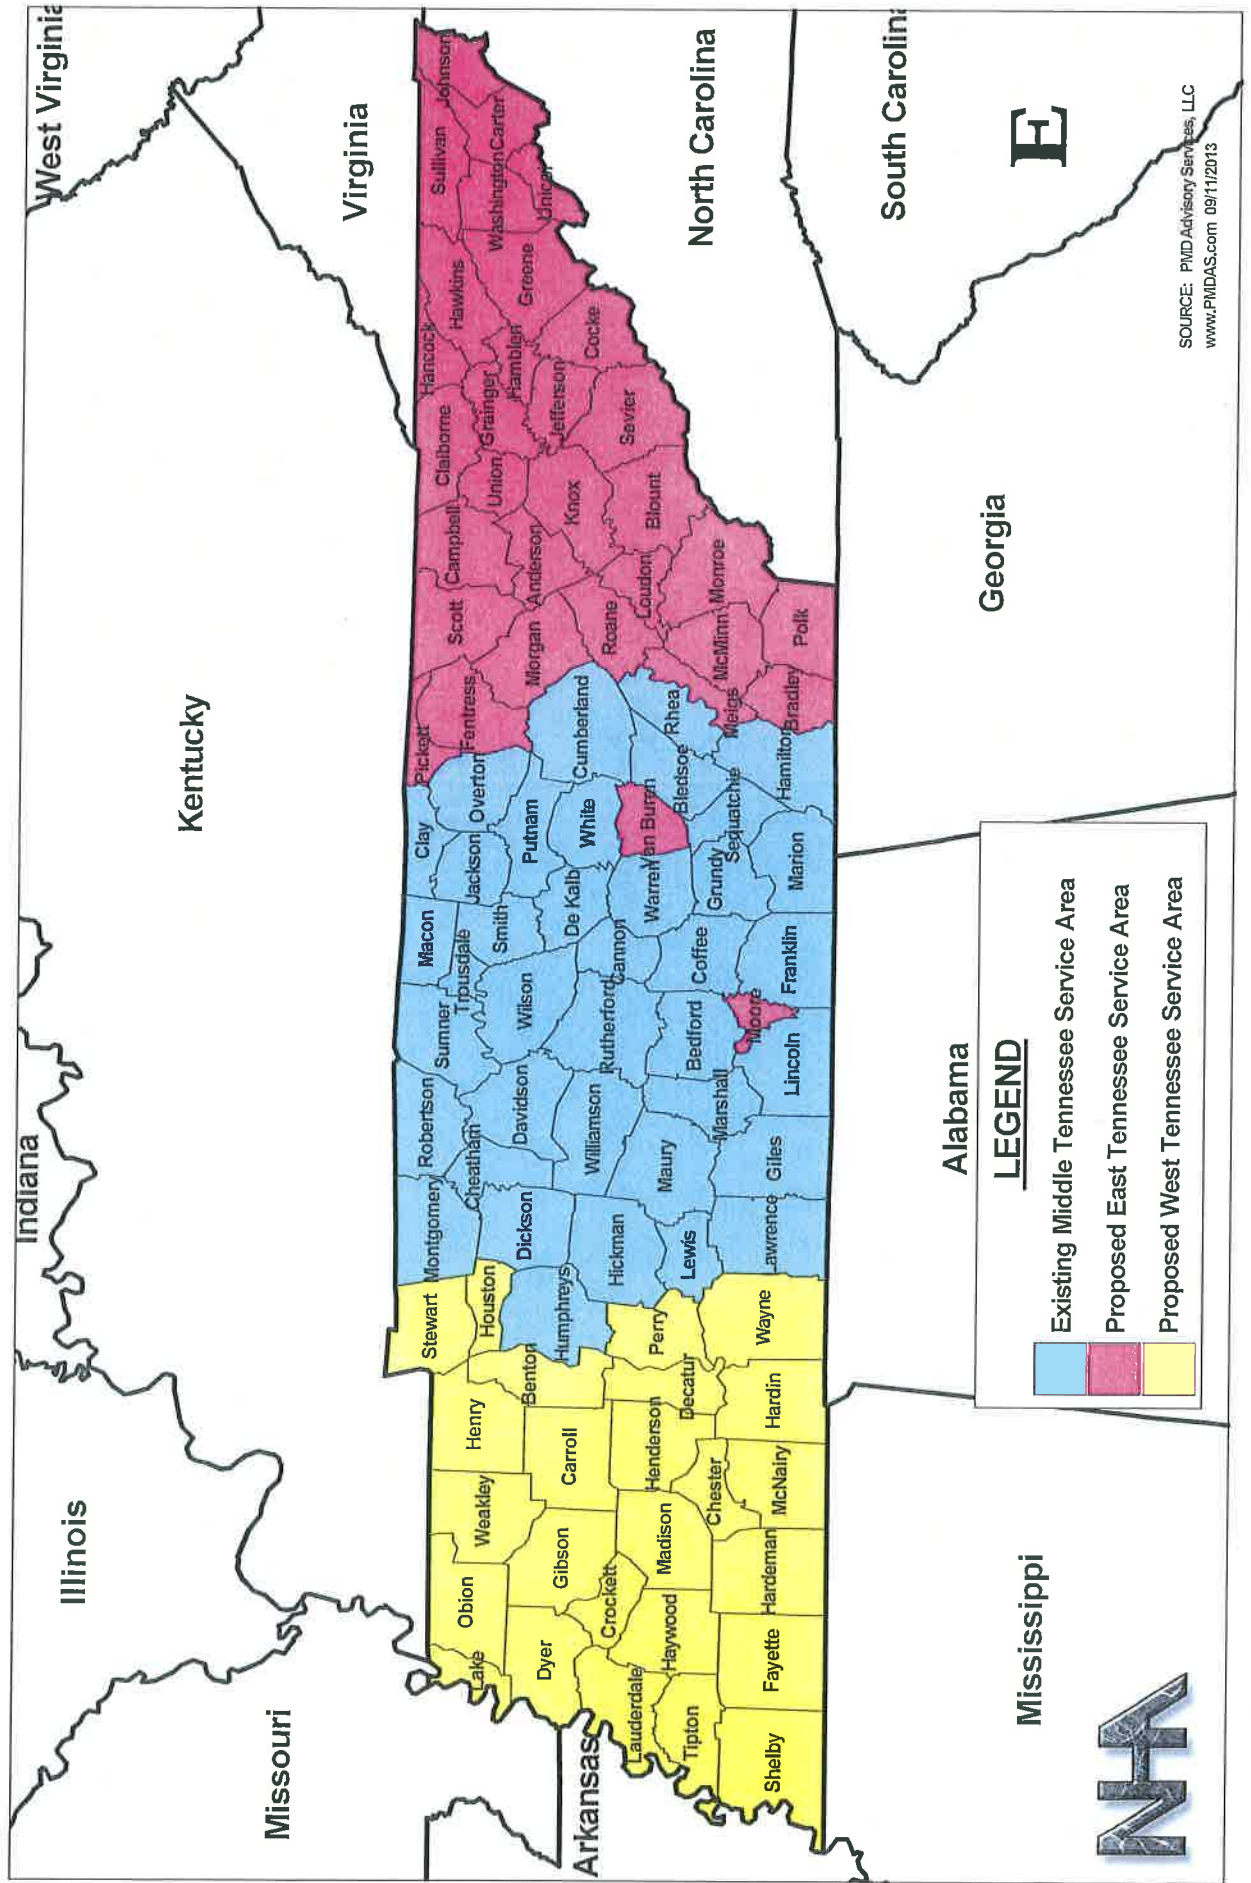 West Virginia
Indiana
Illinois
Missouri
Kentucky
Virginia
North Carolina
South Carolina
Georgia
Alabama
Mississippi
Arkansas
Johnson
Sullivan
Carter
Washington
Unicoi
Hawkins
Greene
Hancock
Hamblen
Cocke
Grainger
Jefferson
Claiborne
Sevier
Union
Knox
Blount
Campbell
Anderson
Loudon
Monroe
Scott
Morgan
Roane
McMinn
Polk
Pickett
Fentress
Cumberland
Rhea
Meigs
Bradley
Clay
Overton
Putnam
White
Van Buren
Bledsoe
Sequatchie
Hamilton
Jackson
De Kalb
Warren
Grundy
Marion
Macon
Trousdale
Smith
Cannon
Coffee
Franklin
Sumner
Wilson
Rutherford
Bedford
Moore
Lincoln
Robertson
Cheatham
Davidson
Williamson
Marshall
Maury
Giles
Montgomery
Dickson
Hickman
Lewis
Lawrence
Stewart
Houston
Humphreys
Perry
Wayne
Henry
Benton
Carroll
Henderson
Decatur
Hardin
Weakley
Gibson
Madison
Chester
McNairy
Obion
Crockett
Hardeman
Lake
Dyer
Haywood
Fayette
Lauderdale
Tipton
Shelby
LEGEND
Existing Middle Tennessee Service Area
Proposed East Tennessee Service Area
Proposed West Tennessee Service Area
E
SOURCE: PMD Advisory Services, LLC
www.PMDAS.com 09/11/2013
NHA